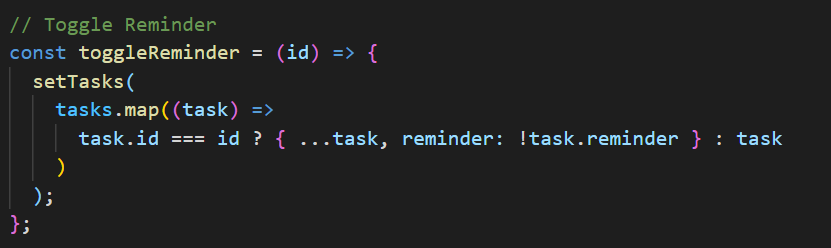 // Toggle Reminder
const toggleReminder = (id) => {
  setTasks(
    tasks.map((task) =>
      task.id === id ? { ...task, reminder: !task.reminder } : task
    )
  );
};